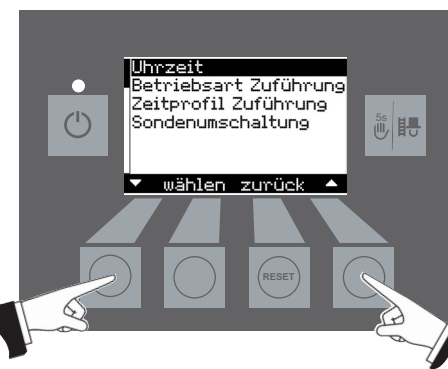 Uhrzeit
Betriebsart Zuführung
Zeitprofil Zuführung
Sondenumschaltung
wählen zurück
5s
RESET